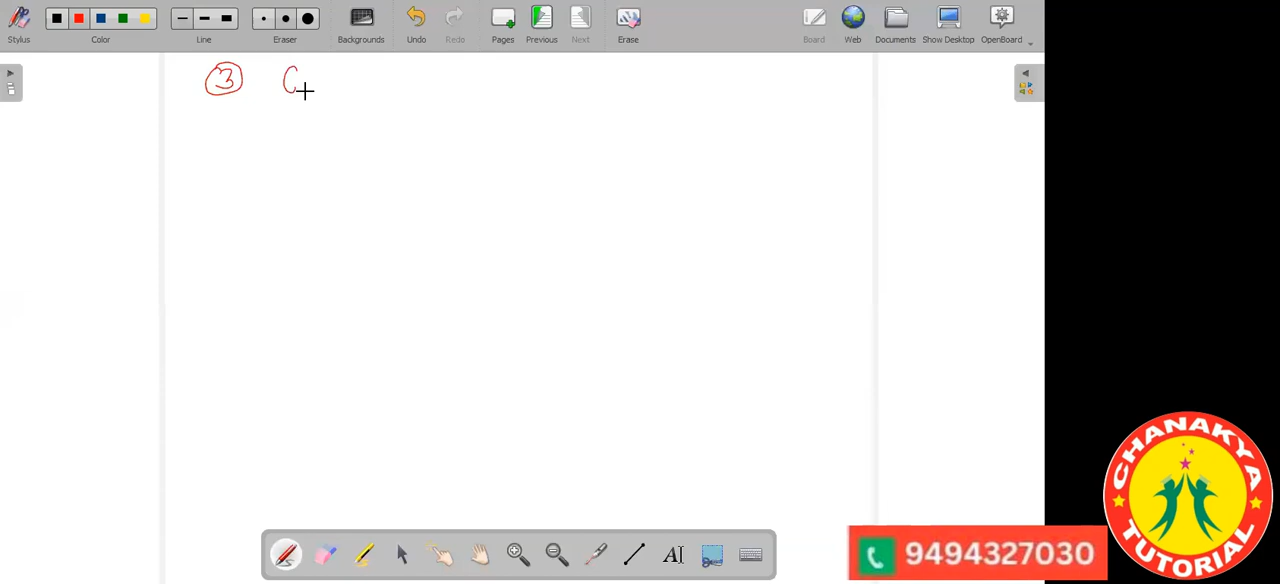 Stylus Color Line Eraser Backgrounds Undo Redo Pages Previous Next Erase Board Web Documents Show Desktop OpenBoard
③ C
A
CHANAKYA
TUTORIAL
9494327030